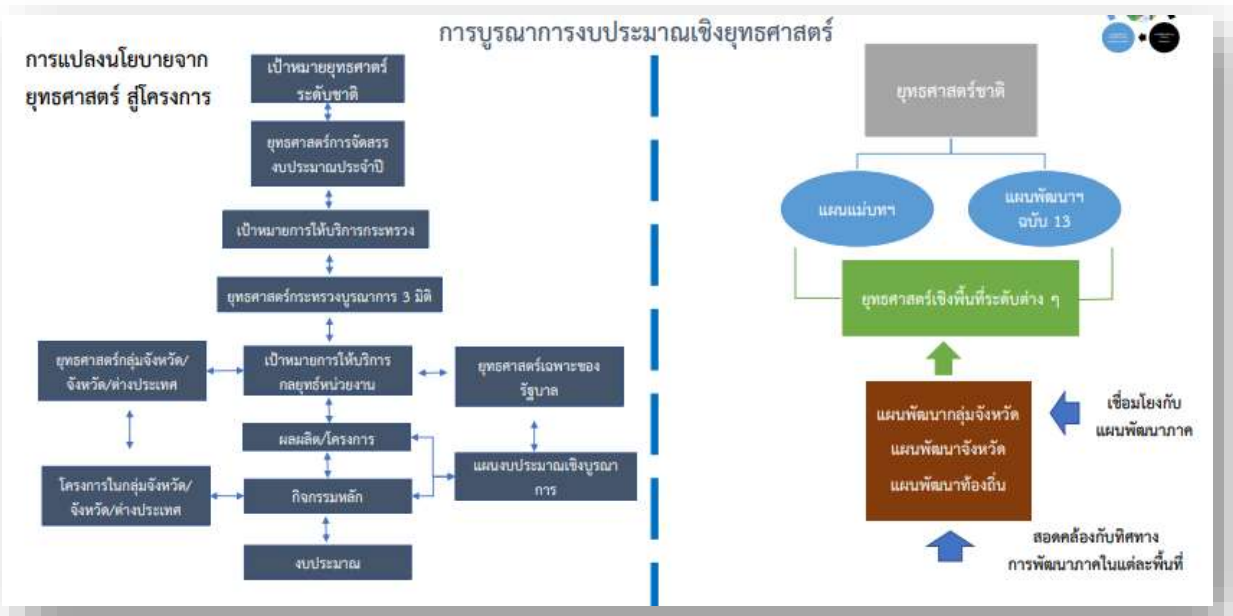 การบูรณาการงบประมาณเชิงยุทธศาสตร์
การแปลงนโยบายจาก
ยุทธศาสตร์ สู่โครงการ
เป้าหมายยุทธศาตร์
ระดับชาติ
ยุทธศาสตร์การจัดสรร
งบประมาณประจำปี
เป้าหมายการให้บริการกระทรวง
ยุทธศาสตร์กระทรวงบูรณาการ 3 มิติ
ยุทธศาสตร์กลุ่มจังหวัด/
จังหวัด/ต่างประเทศ
เป้าหมายการให้บริการ
กลยุทธ์หน่วยงาน
ยุทธศาสตร์เฉพาะของ
รัฐบาล
ผลผลิต/โครงการ
แผนงบประมาณเชิงบูรณา
การ
โครงการในกลุ่มจังหวัด/
จังหวัด/ต่างประเทศ
กิจกรรมหลัก
งบประมาณ
ยุทธศาสตร์ชาติ
แผนแม่บทฯ
แผนพัฒนาฯ
ฉบับ 13
ยุทธศาสตร์เชิงพื้นที่ระดับต่าง ๆ
แผนพัฒนากลุ่มจังหวัด
แผนพัฒนาจังหวัด
แผนพัฒนาท้องถิ่น
เชื่อมโยงกับ
แผนพัฒนาภาค
สอดคล้องกับทิศทาง
การพัฒนาภาคในแต่ละพื้นที่